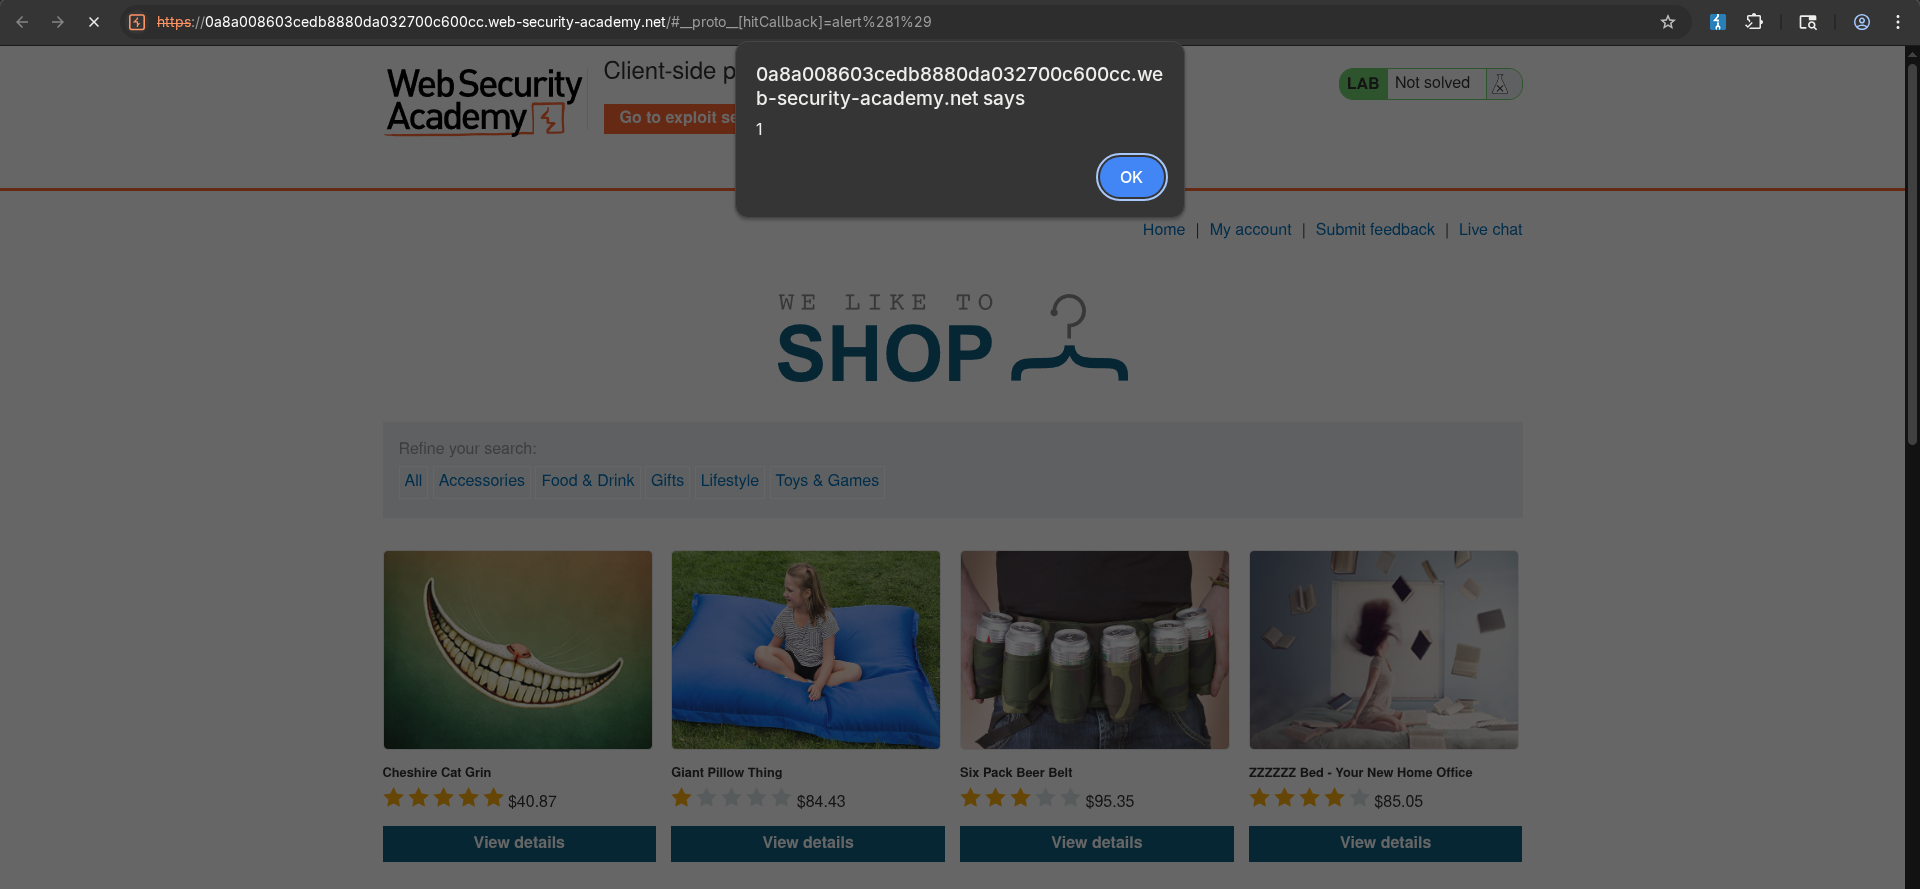 https://0a8a008603cedb8880da032700c600cc.web-security-academy.net/#__proto__[hitCallback]=alert%281%29
0a8a008603cedb8880da032700c600cc.we
b-security-academy.net says
1
OK
Web Security
Academy
Client-side p
Go to exploit se
LAB Not solved
Home | My account | Submit feedback | Live chat
WE LIKE TO
SHOP
Refine your search:
All Accessories Food & Drink Gifts Lifestyle Toys & Games
Cheshire Cat Grin
$40.87
View details
Giant Pillow Thing
$84.43
View details
Six Pack Beer Belt
$95.35
View details
ZZZZZZ Bed - Your New Home Office
$85.05
View details